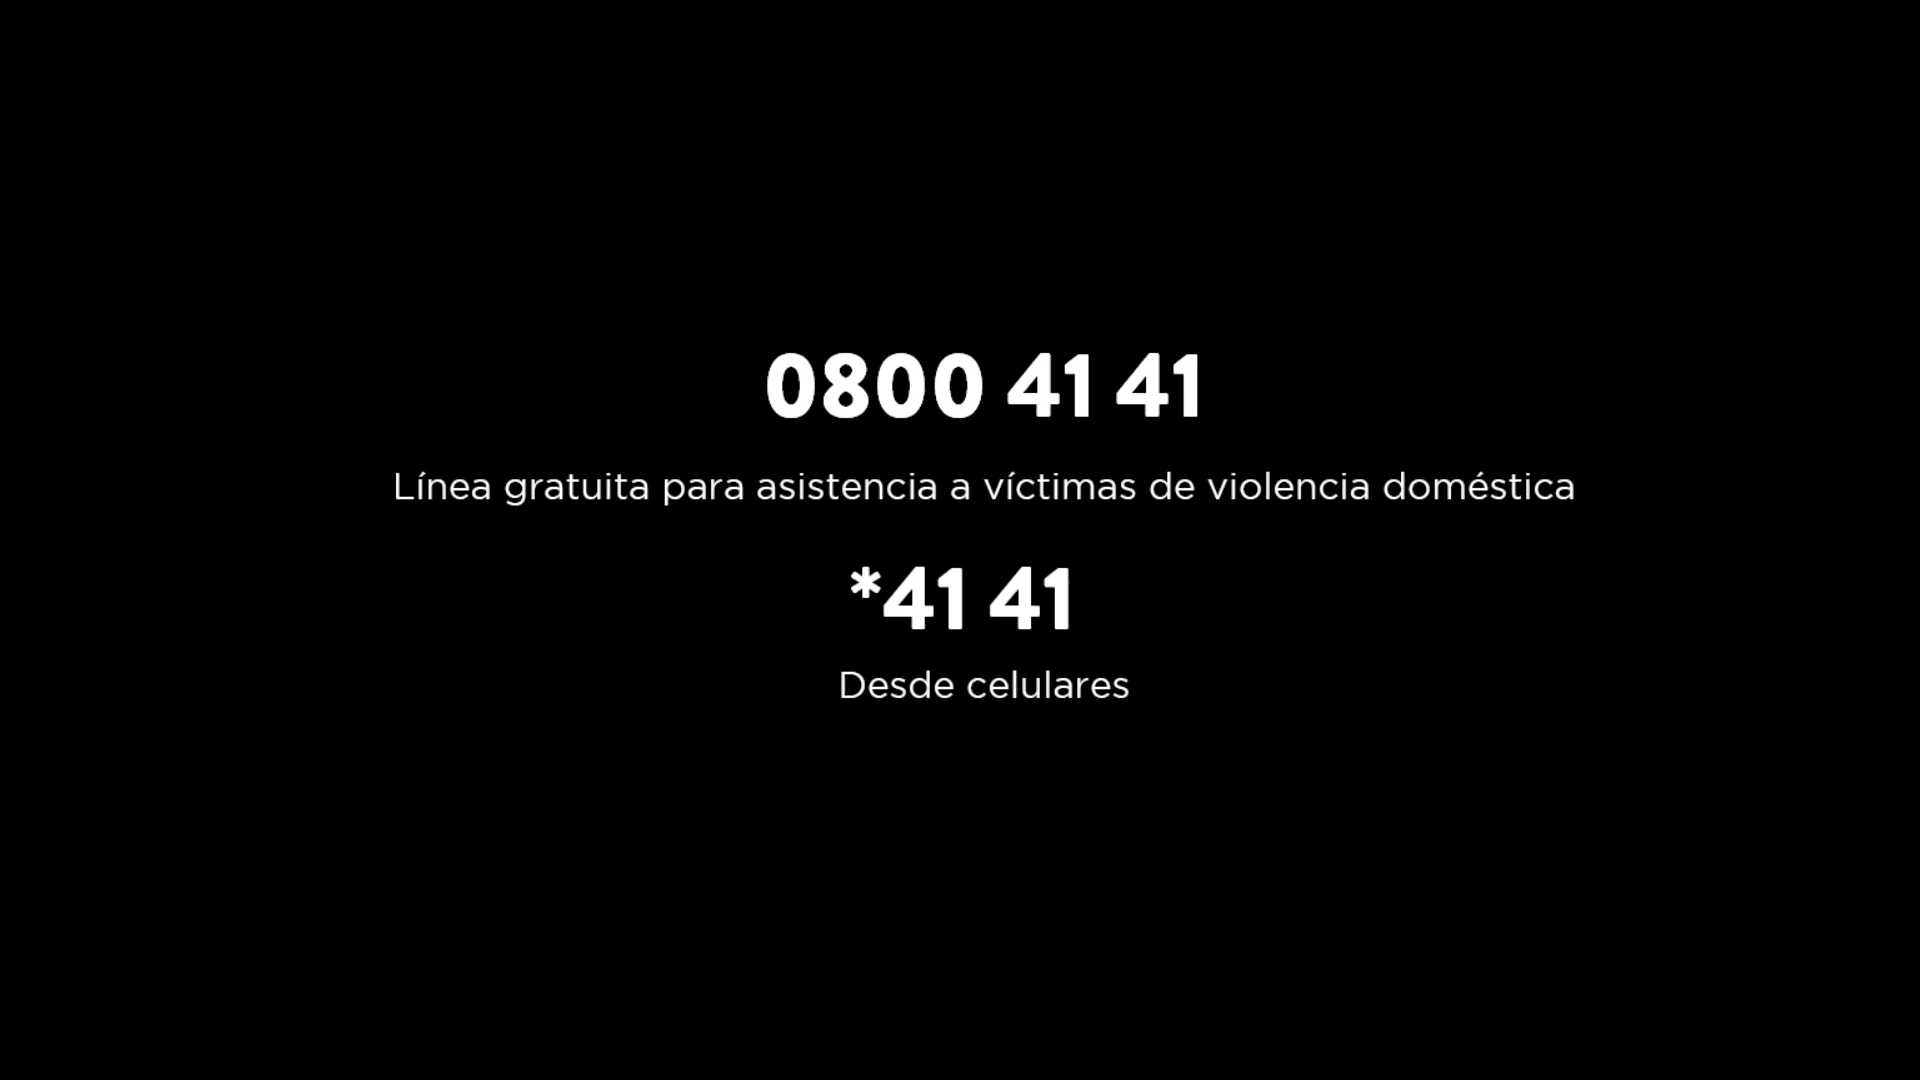 0800 41 41
Línea gratuita para asistencia a víctimas de violencia doméstica
*41 41
Desde celulares